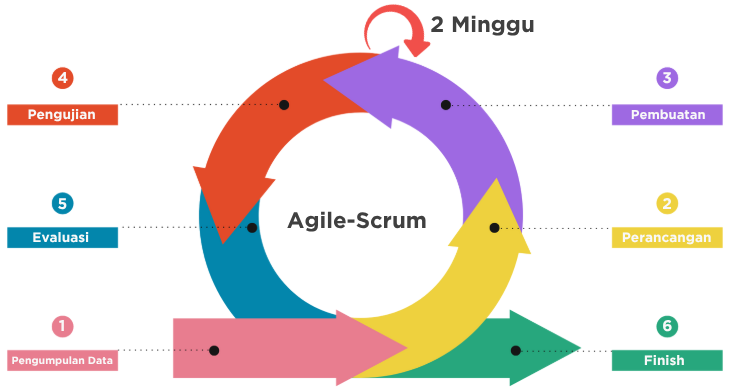 2 Minggu
4
Pengujian
3
Pembuatan
5
Evaluasi
Agile-Scrum
2
Perancangan
1
Pengumpulan Data
6
Finish